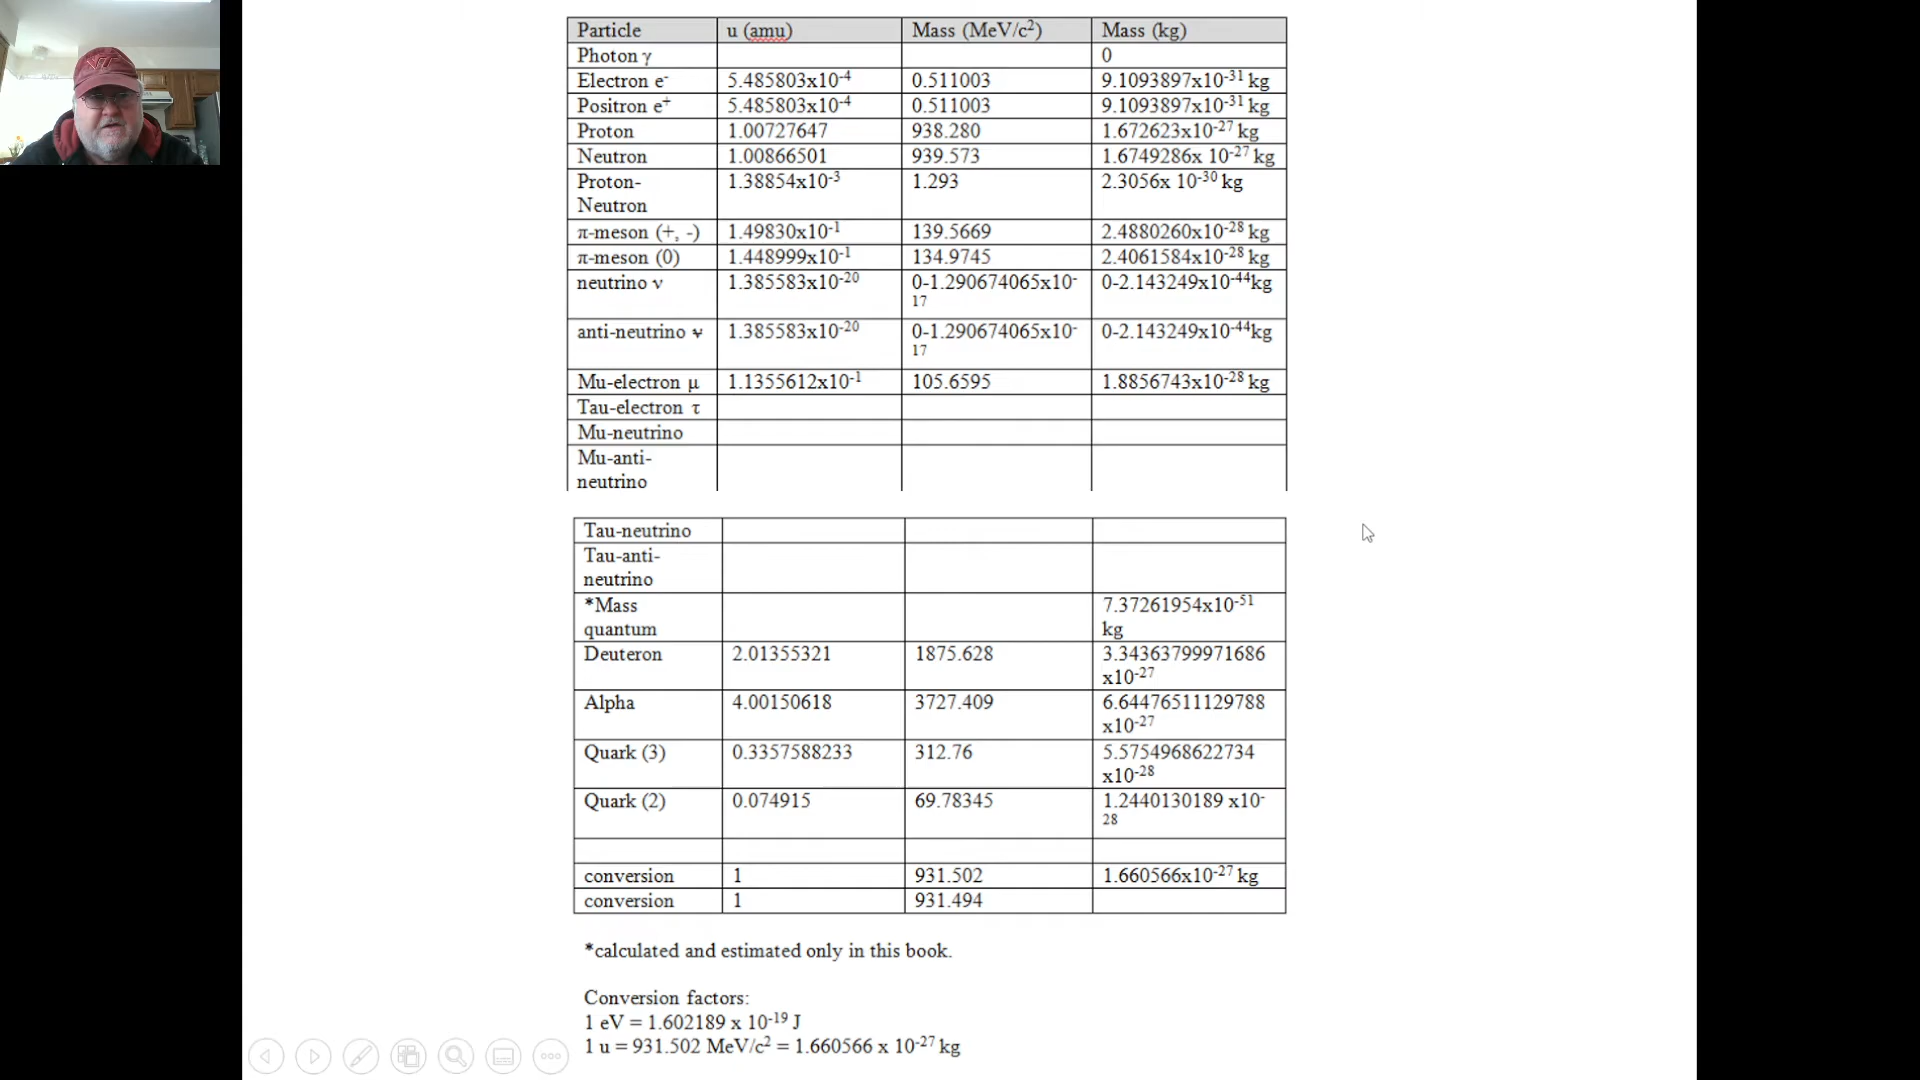 Particle u (amu) Mass (MeV/c²) Mass (kg)
Photon γ 0
Electron e⁻ 5.485803x10⁻⁴ 0.511003 9.1093897x10⁻³¹ kg
Positron e⁺ 5.485803x10⁻⁴ 0.511003 9.1093897x10⁻³¹ kg
Proton 1.00727647 938.280 1.672623x10⁻²⁷ kg
Neutron 1.00866501 939.573 1.6749286x 10⁻²⁷ kg
Proton- 1.38854x10⁻³ 1.293 2.3056x 10⁻³⁰ kg
Neutron
π-meson (+, -) 1.49830x10⁻¹ 139.5669 2.4880260x10⁻²⁸ kg
π-meson (0) 1.448999x10⁻¹ 134.9745 2.4061584x10⁻²⁸ kg
neutrino ν 1.385583x10⁻²⁰ 0-1.290674065x10⁻ 0-2.143249x10⁻⁴⁴kg
¹⁷
anti-neutrino ν 1.385583x10⁻²⁰ 0-1.290674065x10⁻ 0-2.143249x10⁻⁴⁴kg
¹⁷
Mu-electron μ 1.1355612x10⁻¹ 105.6595 1.8856743x10⁻²⁸ kg
Tau-electron τ
Mu-neutrino
Mu-anti-
neutrino
Tau-neutrino
Tau-anti-
neutrino
*Mass 7.37261954x10⁻⁵¹
quantum kg
Deuteron 2.01355321 1875.628 3.34363799971686
x10⁻²⁷
Alpha 4.00150618 3727.409 6.64476511129788
x10⁻²⁷
Quark (3) 0.3357588233 312.76 5.5754968622734
x10⁻²⁸
Quark (2) 0.074915 69.78345 1.2440130189 x10⁻
²⁸
conversion 1 931.502 1.660566x10⁻²⁷ kg
conversion 1 931.494
*calculated and estimated only in this book.
Conversion factors:
1 eV = 1.602189 x 10⁻¹⁹ J
1 u = 931.502 MeV/c² = 1.660566 x 10⁻²⁷ kg